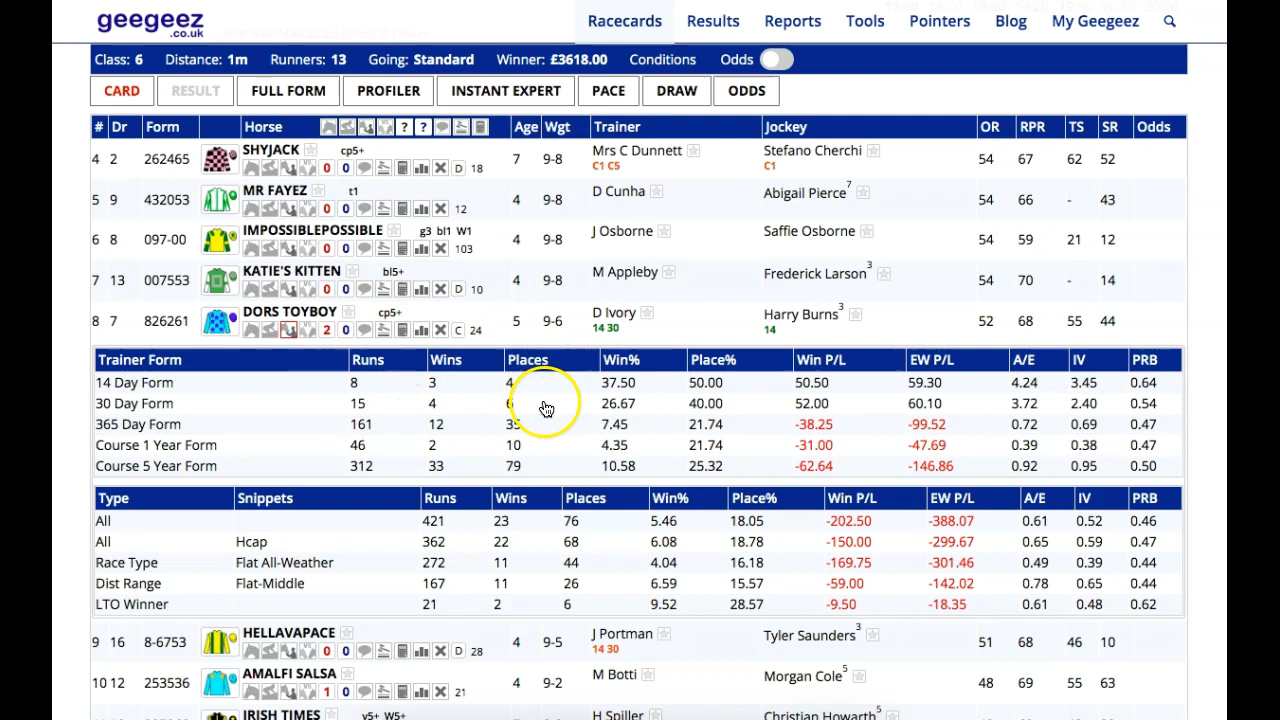 geegeez
.co.uk
Racecards Results Reports Tools Pointers Blog My Geegeez
Class: 6 Distance: 1m Runners: 13 Going: Standard Winner: £3618.00 Conditions Odds
CARD RESULT FULL FORM PROFILER INSTANT EXPERT PACE DRAW ODDS
# Dr Form Horse ? ? Age Wgt Trainer Jockey OR RPR TS SR Odds
4 2 262465 SHYJACK cp5+ 0 0 D 18 7 9-8 Mrs C Dunnett C1 C5 Stefano Cherchi C1 54 67 62 52
5 9 432053 MR FAYEZ t1 0 0 12 4 9-8 D Cunha Abigail Pierce7 54 66 - 43
6 8 097-00 IMPOSSIBLEPOSSIBLE g3 bl1 W1 0 0 103 4 9-8 J Osborne Saffie Osborne 54 59 21 12
7 13 007553 KATIE'S KITTEN bl5+ 0 0 D 10 4 9-8 M Appleby Frederick Larson3 54 70 - 14
8 7 826261 DORS TOYBOY cp5+ 2 0 C 24 5 9-6 D Ivory 14 30 Harry Burns3 14 52 68 55 44
Trainer Form Runs Wins Places Win% Place% Win P/L EW P/L A/E IV PRB
14 Day Form 8 3 4 37.50 50.00 50.50 59.30 4.24 3.45 0.64
30 Day Form 15 4 6 26.67 40.00 52.00 60.10 3.72 2.40 0.54
365 Day Form 161 12 35 7.45 21.74 -38.25 -99.52 0.72 0.69 0.47
Course 1 Year Form 46 2 10 4.35 21.74 -31.00 -47.69 0.39 0.38 0.47
Course 5 Year Form 312 33 79 10.58 25.32 -62.64 -146.86 0.92 0.95 0.50
Type Snippets Runs Wins Places Win% Place% Win P/L EW P/L A/E IV PRB
All 421 23 76 5.46 18.05 -202.50 -388.07 0.61 0.52 0.46
All Hcap 362 22 68 6.08 18.78 -150.00 -299.67 0.65 0.59 0.47
Race Type Flat All-Weather 272 11 44 4.04 16.18 -169.75 -301.46 0.49 0.39 0.44
Dist Range Flat-Middle 167 11 26 6.59 15.57 -59.00 -142.02 0.78 0.65 0.44
LTO Winner 21 2 6 9.52 28.57 -9.50 -18.35 0.61 0.48 0.62
9 16 8-6753 HELLAVAPACE 0 0 D 28 4 9-5 J Portman 14 30 Tyler Saunders3 51 68 46 10
10 12 253536 AMALFI SALSA 1 0 21 4 9-2 M Botti Morgan Cole5 48 69 55 63
IRISH TIMES v5+ W5+ H Spiller Christian Howarth5